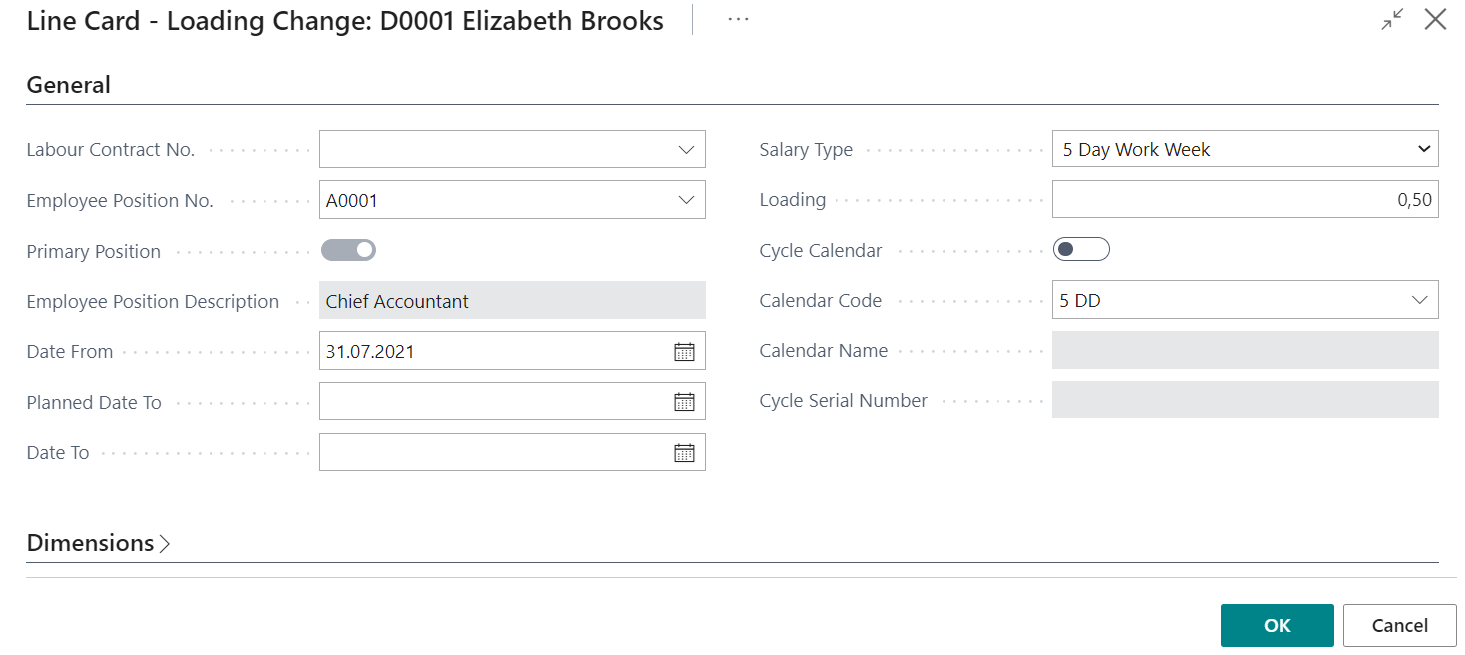 Line Card - Loading Change: D0001 Elizabeth Brooks
General
Labour Contract No.
Employee Position No. A0001
Primary Position
Employee Position Description Chief Accountant
Date From 31.07.2021
Planned Date To
Date To
Salary Type 5 Day Work Week
Loading 0,50
Cycle Calendar
Calendar Code 5 DD
Calendar Name
Cycle Serial Number
Dimensions
OK Cancel